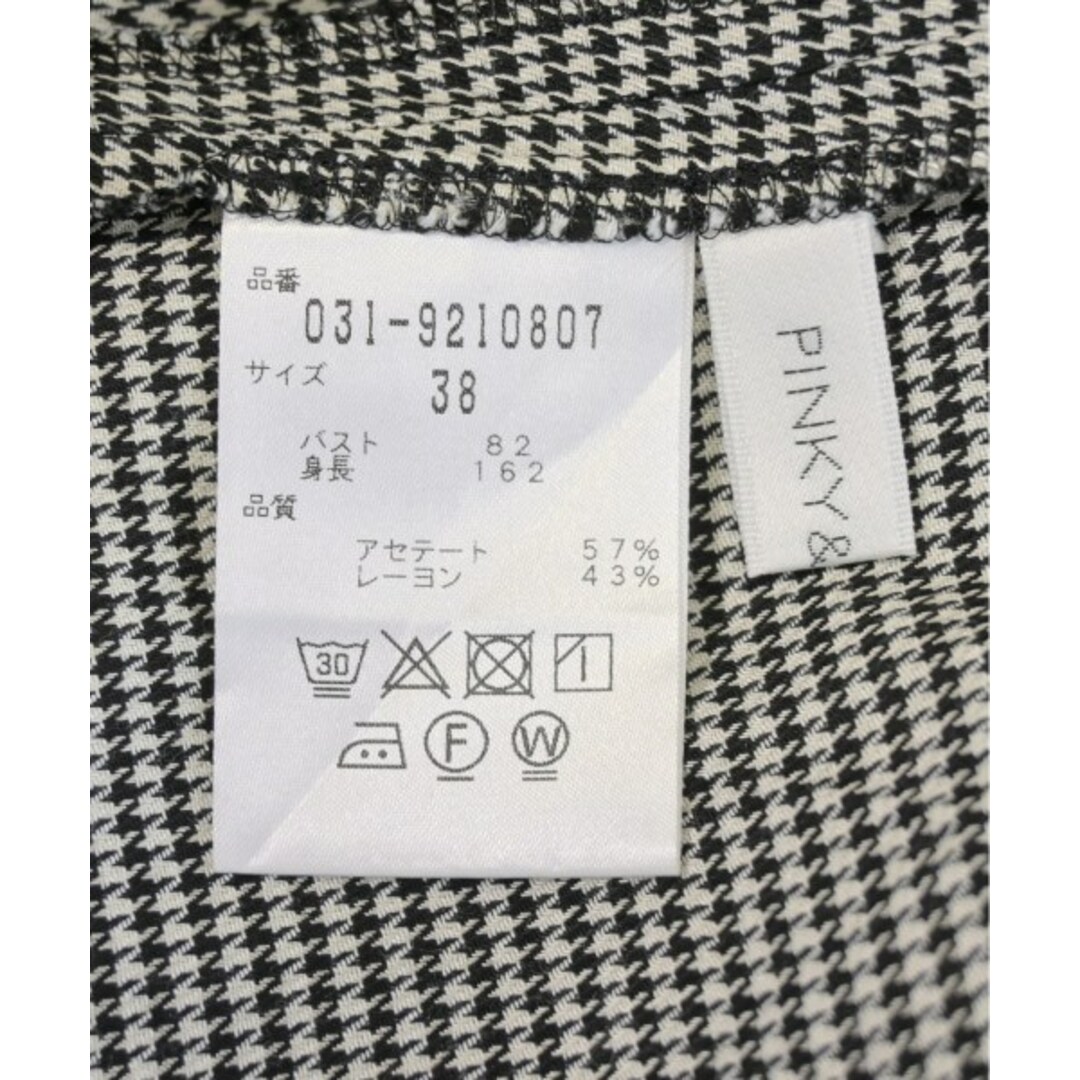 品番
031-9210807
サイズ
38
バスト 82
身長 162
品質
アセテート 57%
レーヨン 43%
30
F
W
PINKY &